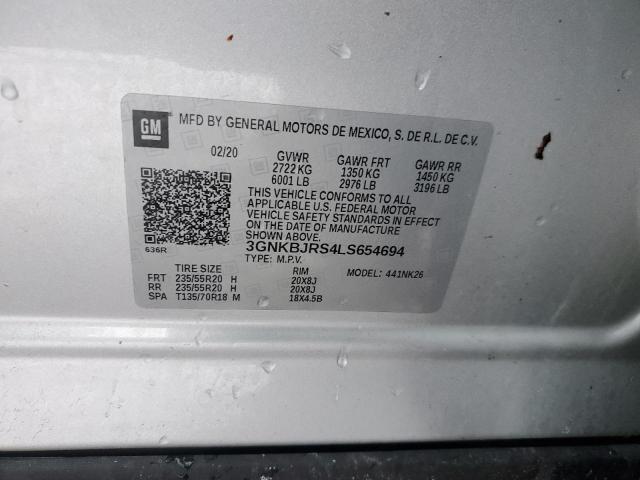 GM
MFD BY GENERAL MOTORS DE MEXICO, S. DE R.L. DE C.V.
02/20 GVWR GAWR FRT GAWR RR
2722 KG 1350 KG 1450 KG
6001 LB 2976 LB 3196 LB
THIS VEHICLE CONFORMS TO ALL
APPLICABLE U.S. FEDERAL MOTOR
VEHICLE SAFETY STANDARDS IN EFFECT
ON THE DATE OF MANUFACTURE
SHOWN ABOVE.
3GNKBJRS4LS654694
636R
TYPE: M.P.V.
TIRE SIZE RIM MODEL: 441NK26
FRT 235/55R20 H 20X8J
RR 235/55R20 H 20X8J
SPA T135/70R18 M 18X4.5B